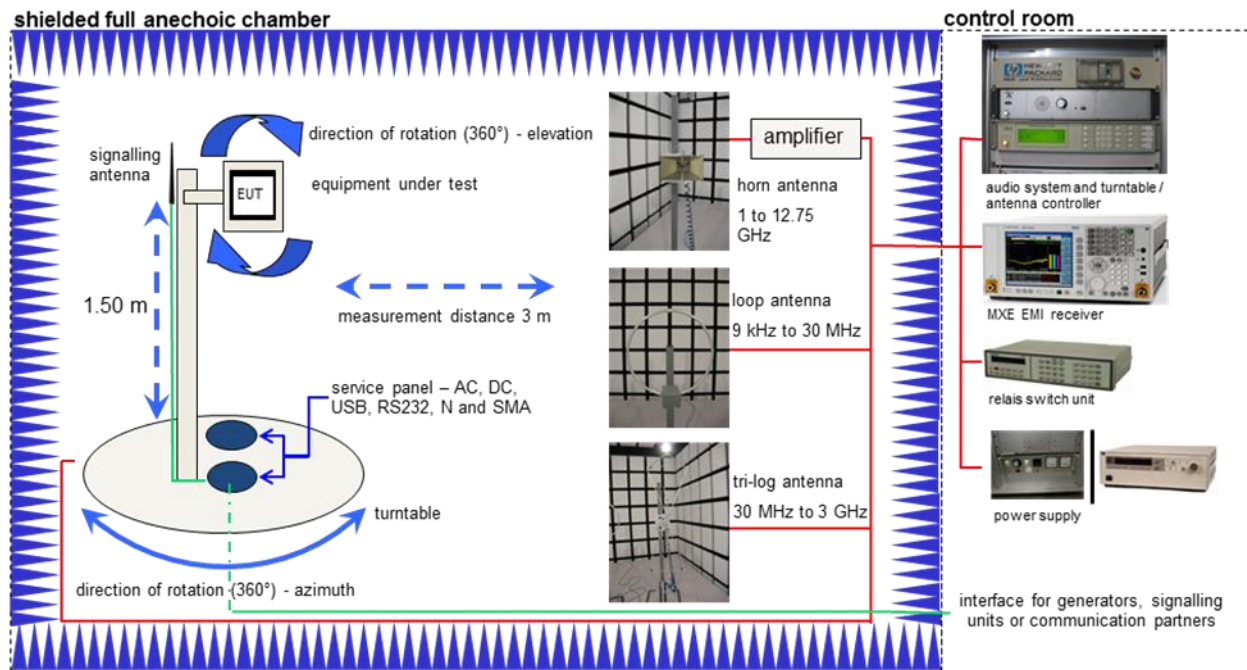 shielded full anechoic chamber
control room
direction of rotation (360°) - elevation
signalling
antenna
equipment under test
EUT
1.50 m
measurement distance 3 m
service panel – AC, DC,
USB, RS232, N and SMA
turntable
direction of rotation (360°) - azimuth
amplifier
horn antenna
1 to 12.75
GHz
loop antenna
9 kHz to 30 MHz
tri-log antenna
30 MHz to 3 GHz
hp
HEWLETT
PACKARD
audio system and turntable /
antenna controller
MXE EMI receiver
relais switch unit
power supply
interface for generators, signalling
units or communication partners